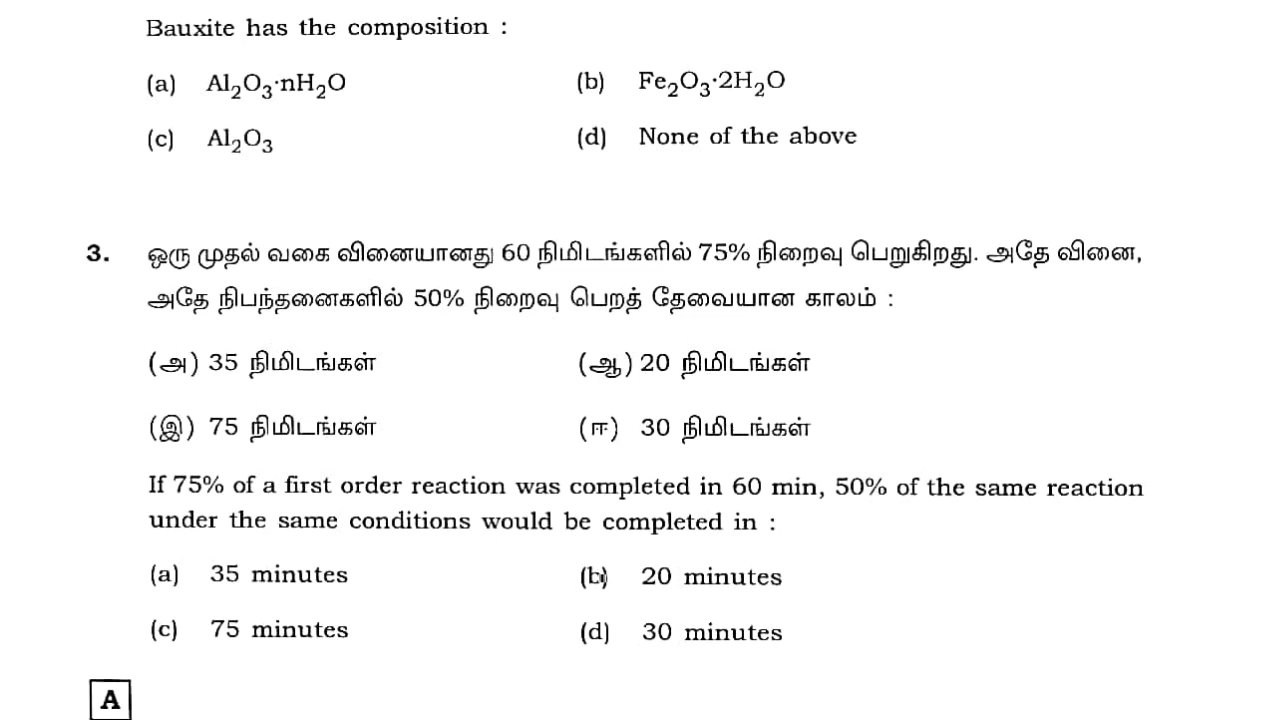 Bauxite has the composition :
(a) Al₂O₃·nH₂O (b) Fe₂O₃·2H₂O
(c) Al₂O₃ (d) None of the above
3. ஒரு முதல் வகை வினையானது 60 நிமிடங்களில் 75% நிறைவு பெறுகிறது. அதே வினை,
அதே நிபந்தனைகளில் 50% நிறைவு பெறத் தேவையான காலம் :
(அ) 35 நிமிடங்கள் (ஆ) 20 நிமிடங்கள்
(இ) 75 நிமிடங்கள் (ஈ) 30 நிமிடங்கள்
If 75% of a first order reaction was completed in 60 min, 50% of the same reaction
under the same conditions would be completed in :
(a) 35 minutes (b) 20 minutes
(c) 75 minutes (d) 30 minutes
A